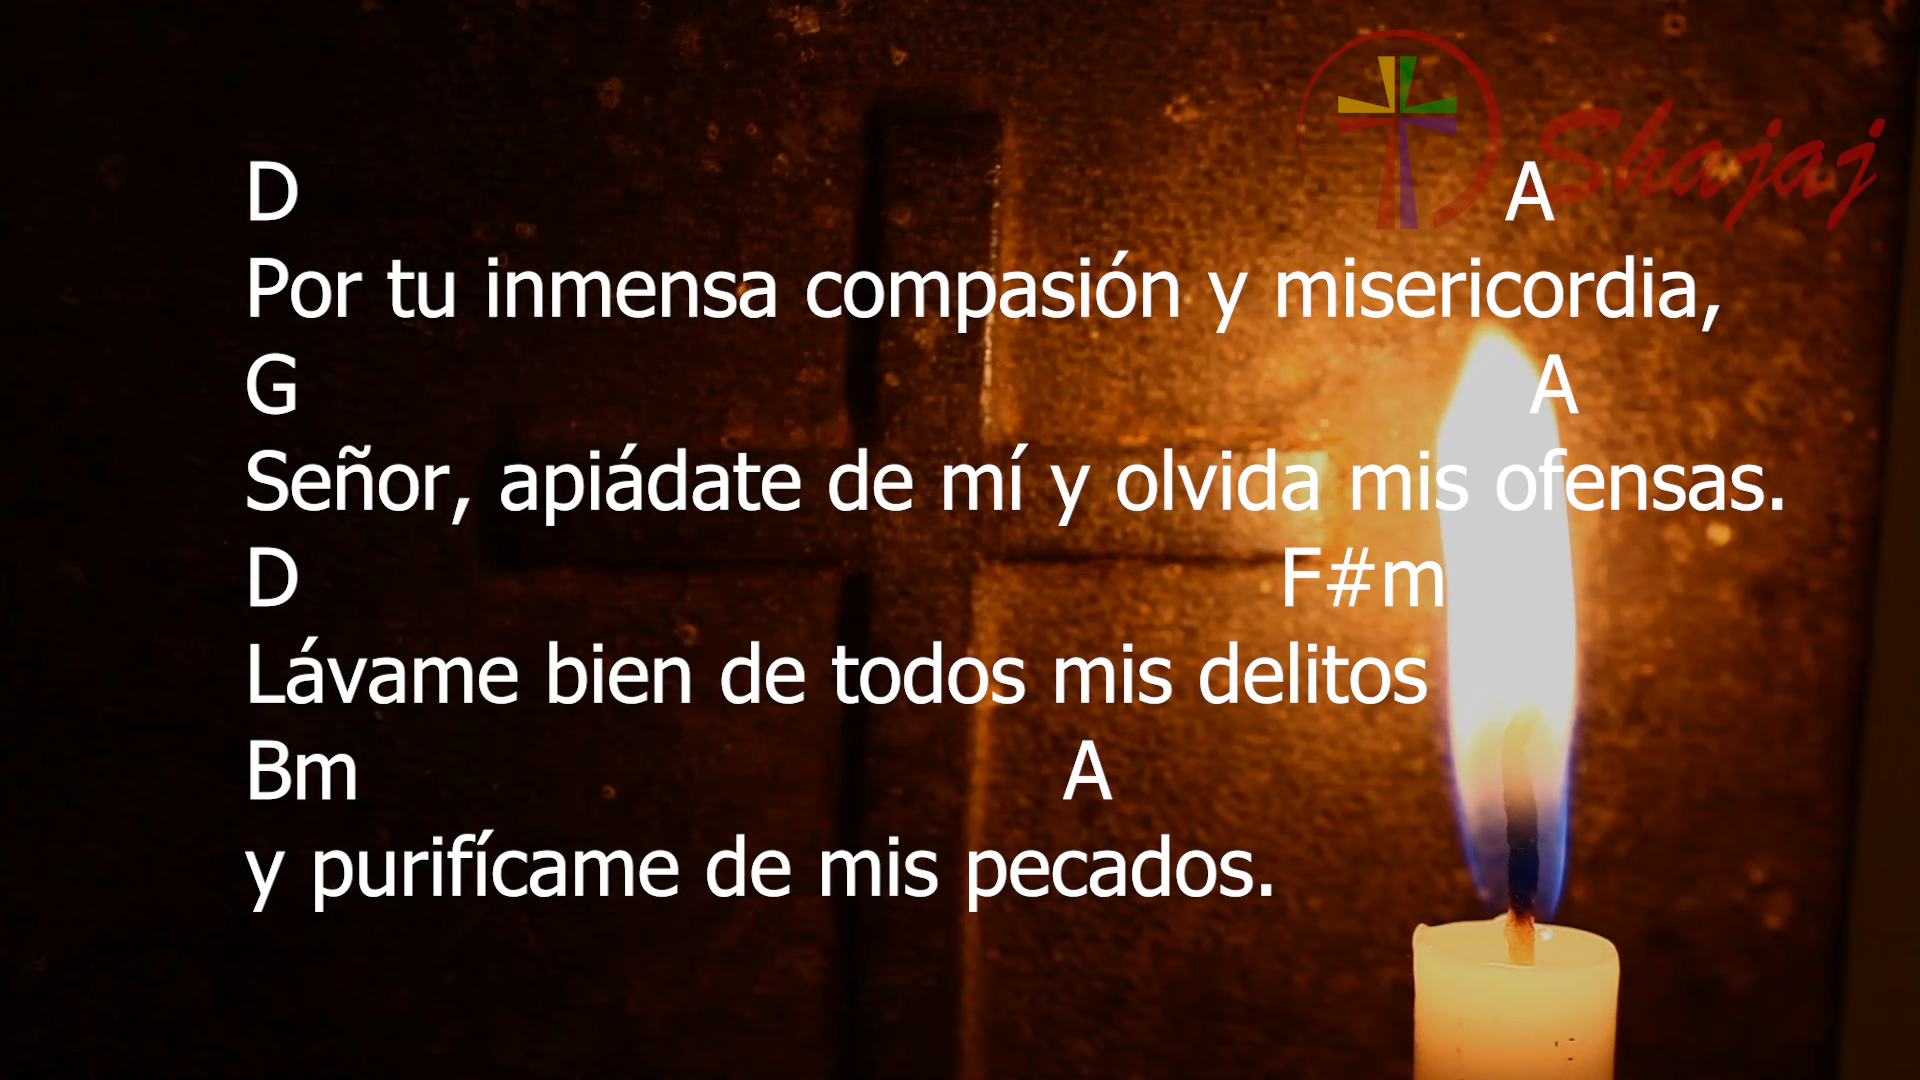 D A
Por tu inmensa compasión y misericordia,
G A
Señor, apiádate de mí y olvida mis ofensas.
D F#m
Lávame bien de todos mis delitos
Bm A
y purifícame de mis pecados.
Shajaj